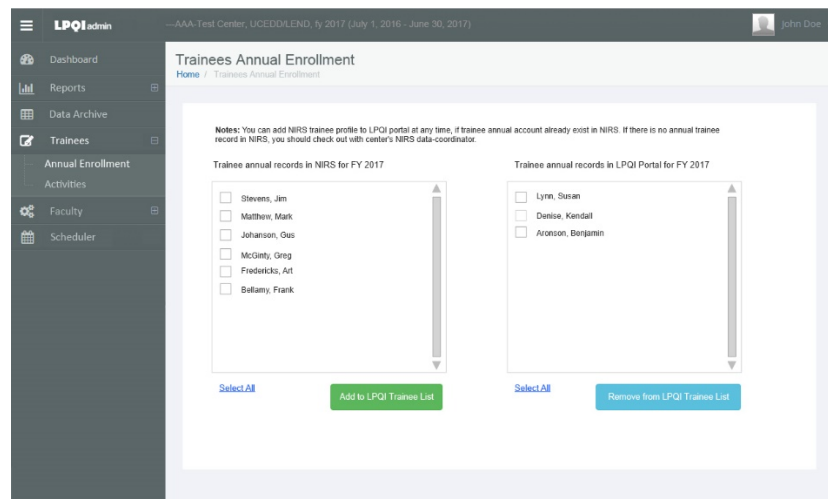 LPQI admin
---AAA-Test Center, UCEDD/LEND, fy 2017 (July 1, 2016 - June 30, 2017)
John Doe
Dashboard
Reports
Data Archive
Trainees
Annual Enrollment
Activities
Faculty
Scheduler
Trainees Annual Enrollment
Home / Trainees Annual Enrollment
Notes: You can add NIRS trainee profile to LPQI portal at any time, if trainee annual account already exist in NIRS. If there is no annual trainee
record in NIRS, you should check out with center's NIRS data-coordinator.
Trainee annual records in NIRS for FY 2017
Stevens, Jim
Matthew, Mark
Johanson, Gus
McGinty, Greg
Fredericks, Art
Bellamy, Frank
Select All
Add to LPQI Trainee List
Trainee annual records in LPQI Portal for FY 2017
Lynn, Susan
Denise, Kendall
Aronson, Benjamin
Select All
Remove from LPQI Trainee List